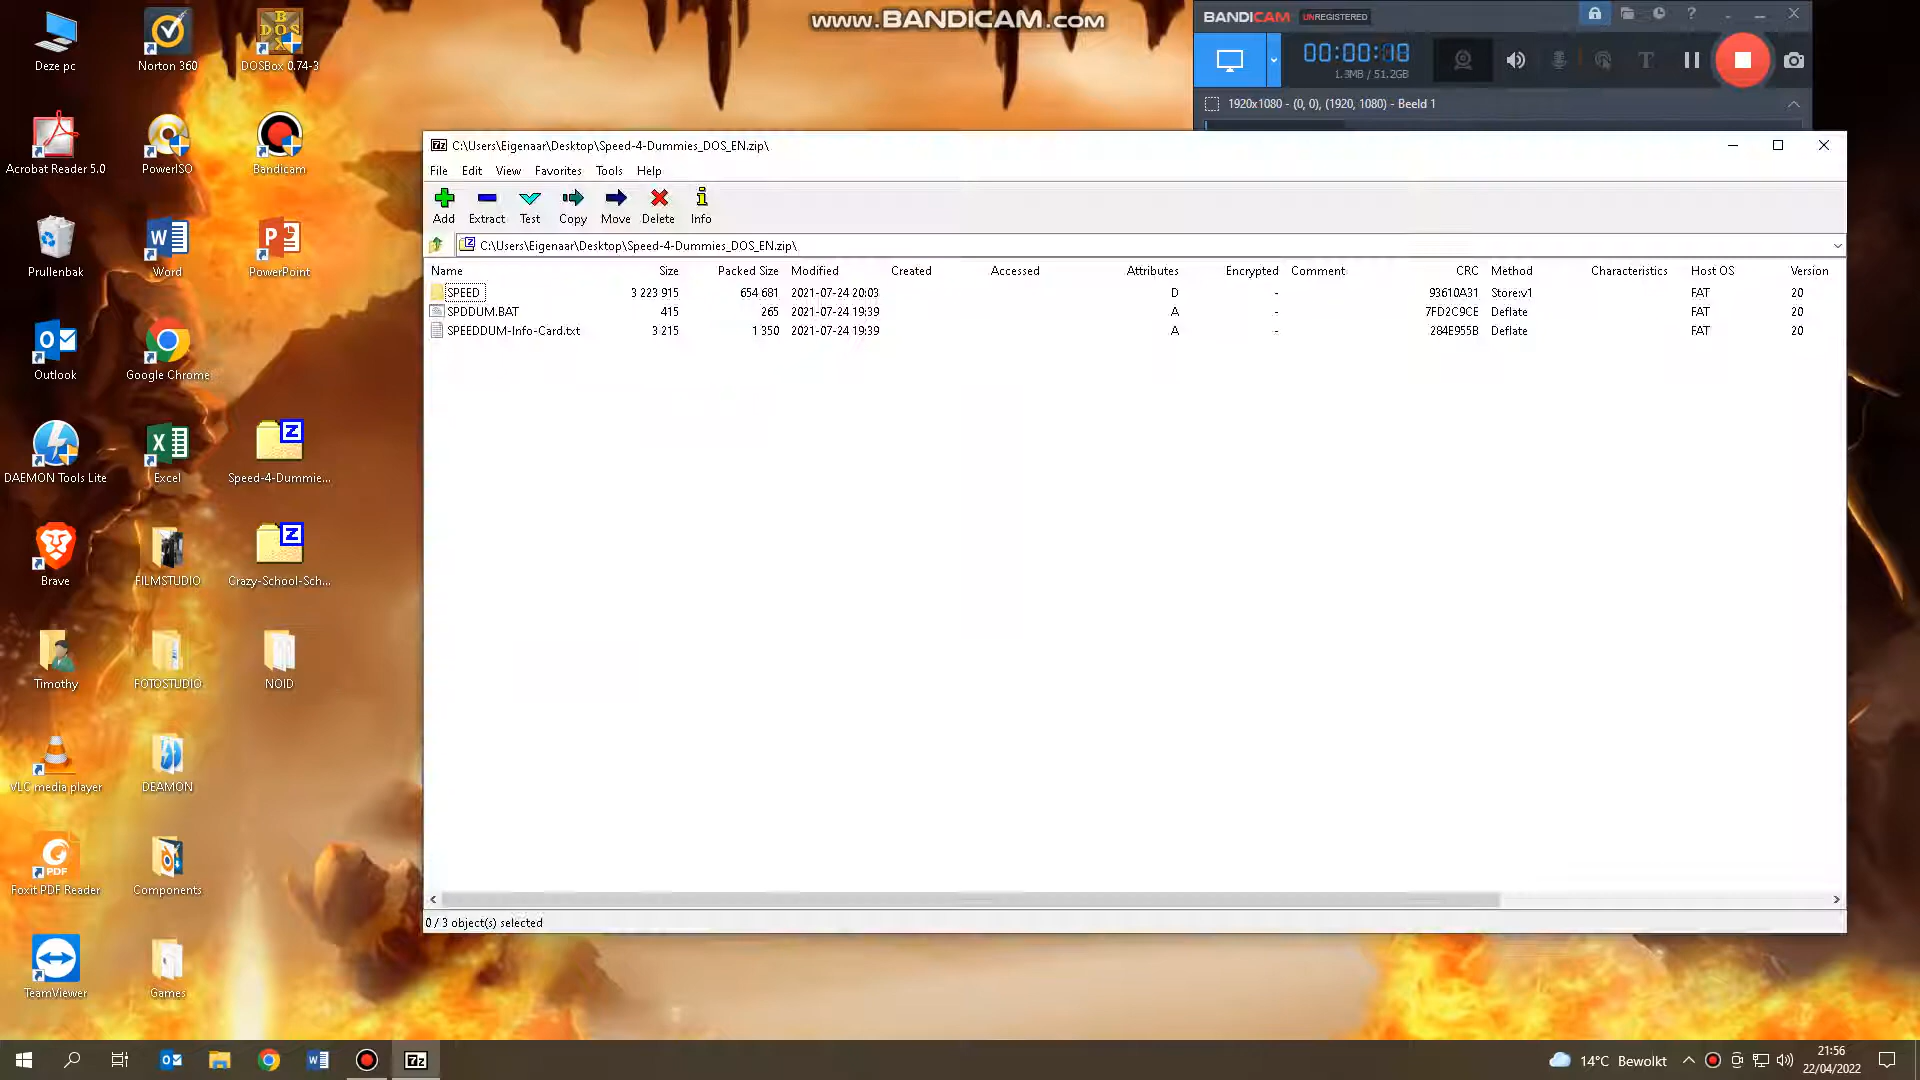 www.BANDICAM.com
BANDICAM UNREGISTERED
00:00:18
1.3MB / 51.2GB
1920x1080 - (0, 0), (1920, 1080) - Beeld 1
Deze pc
Norton 360
DOSBox 0.74-3
Acrobat Reader 5.0
PowerISO
Bandicam
Prullenbak
Word
PowerPoint
Outlook
Google Chrome
DAEMON Tools Lite
Excel
Speed-4-Dummie...
Brave
FILMSTUDIO
Crazy-School-Sch...
Timothy
FOTOSTUDIO
NOID
VLC media player
DEAMON
Foxit PDF Reader
Components
TeamViewer
Games
C:\Users\Eigenaar\Desktop\Speed-4-Dummies_DOS_EN.zip\
File Edit View Favorites Tools Help
Add Extract Test Copy Move Delete Info
C:\Users\Eigenaar\Desktop\Speed-4-Dummies_DOS_EN.zip\
Name Size Packed Size Modified Created Accessed Attributes Encrypted Comment CRC Method Characteristics Host OS Version
SPEED 3 223 915 654 681 2021-07-24 20:03 D - 93610A31 Store:v1 FAT 20
SPDDUM.BAT 415 265 2021-07-24 19:39 A - 7FD2C9CE Deflate FAT 20
SPEEDDUM-Info-Card.txt 3 215 1 350 2021-07-24 19:39 A - 284E955B Deflate FAT 20
0 / 3 object(s) selected
14°C Bewolkt
21:56
22/04/2022